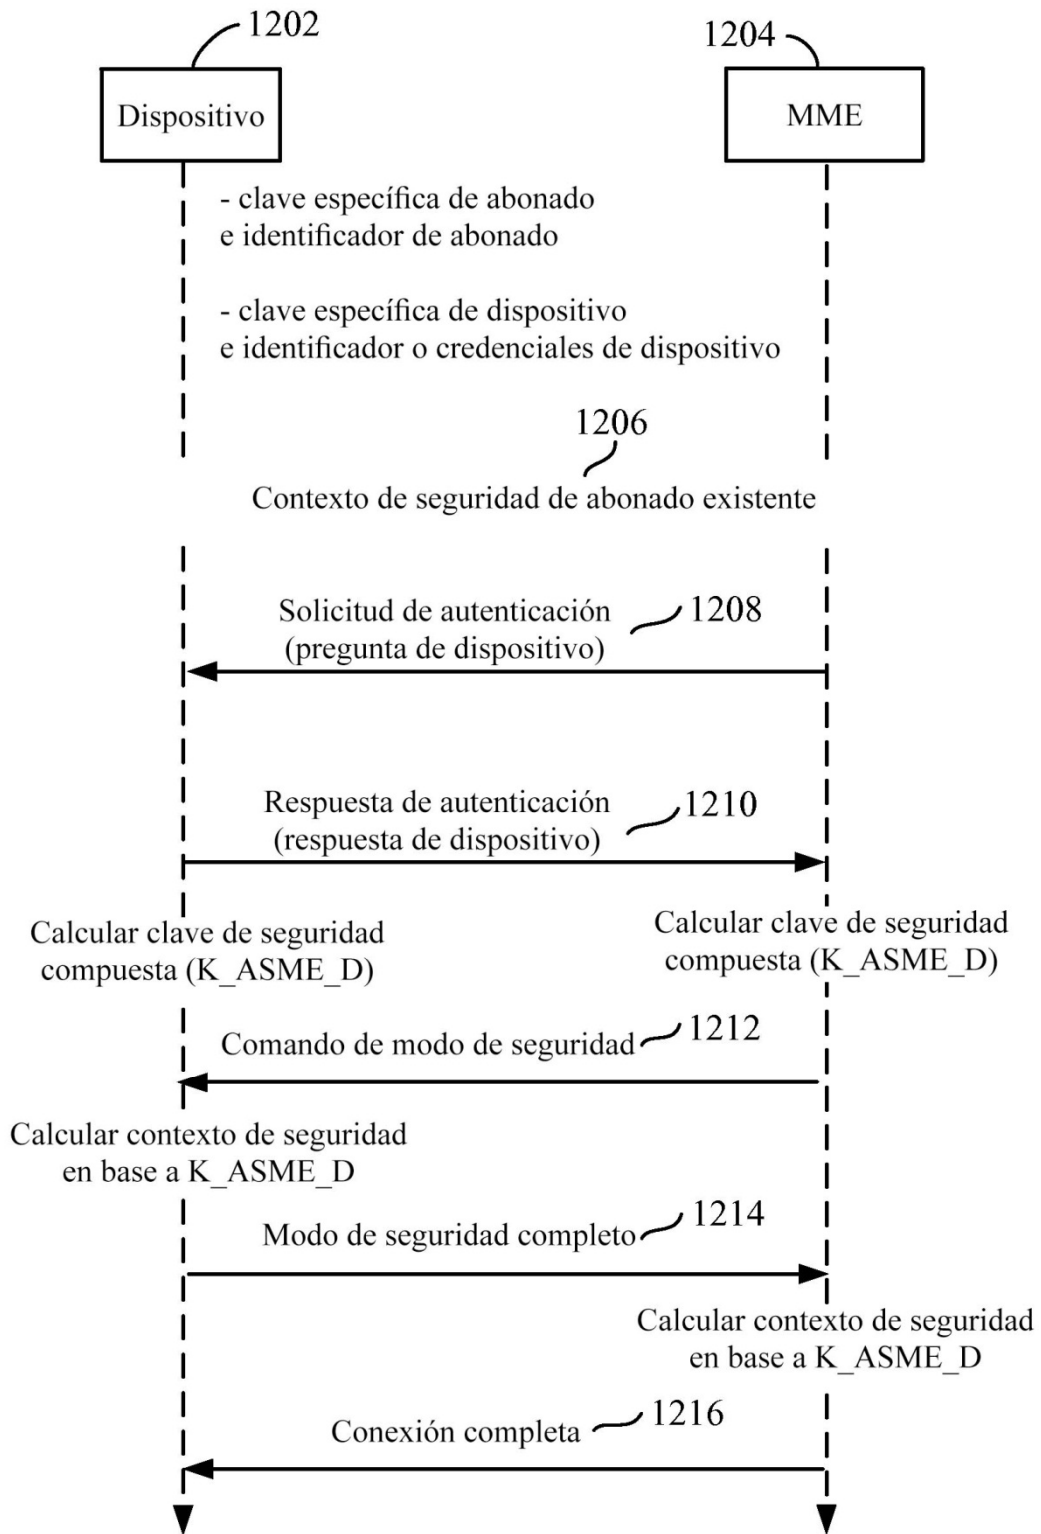 1202
1204
Dispositivo
MME
- clave específica de abonado
e identificador de abonado
- clave específica de dispositivo
e identificador o credenciales de dispositivo
1206
Contexto de seguridad de abonado existente
Solicitud de autenticación
(pregunta de dispositivo)
1208
Respuesta de autenticación
(respuesta de dispositivo)
1210
Calcular clave de seguridad
compuesta (K_ASME_D)
Calcular clave de seguridad
compuesta (K_ASME_D)
Comando de modo de seguridad
1212
Calcular contexto de seguridad
en base a K_ASME_D
Modo de seguridad completo
1214
Calcular contexto de seguridad
en base a K_ASME_D
Conexión completa
1216